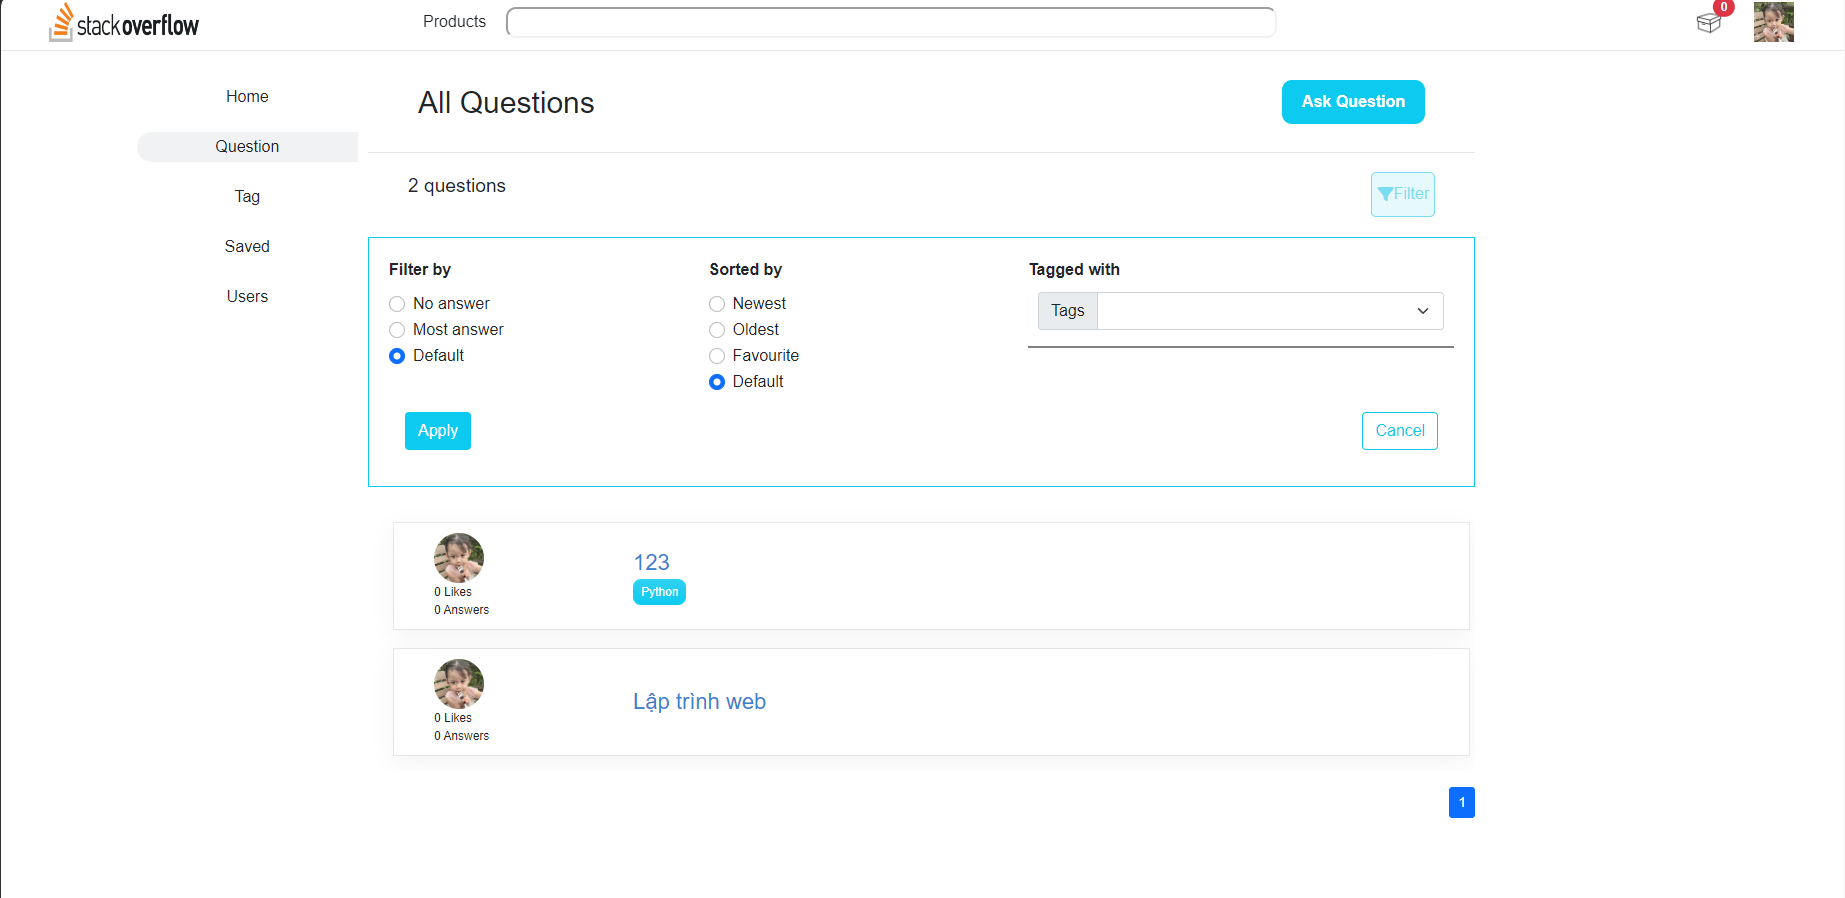 stackoverflow
Products
0
Home
Question
Tag
Saved
Users
All Questions
Ask Question
2 questions
Filter
Filter by
No answer
Most answer
Default
Sorted by
Newest
Oldest
Favourite
Default
Tagged with
Tags
Apply
Cancel
0 Likes
0 Answers
123
Python
0 Likes
0 Answers
Lập trình web
1